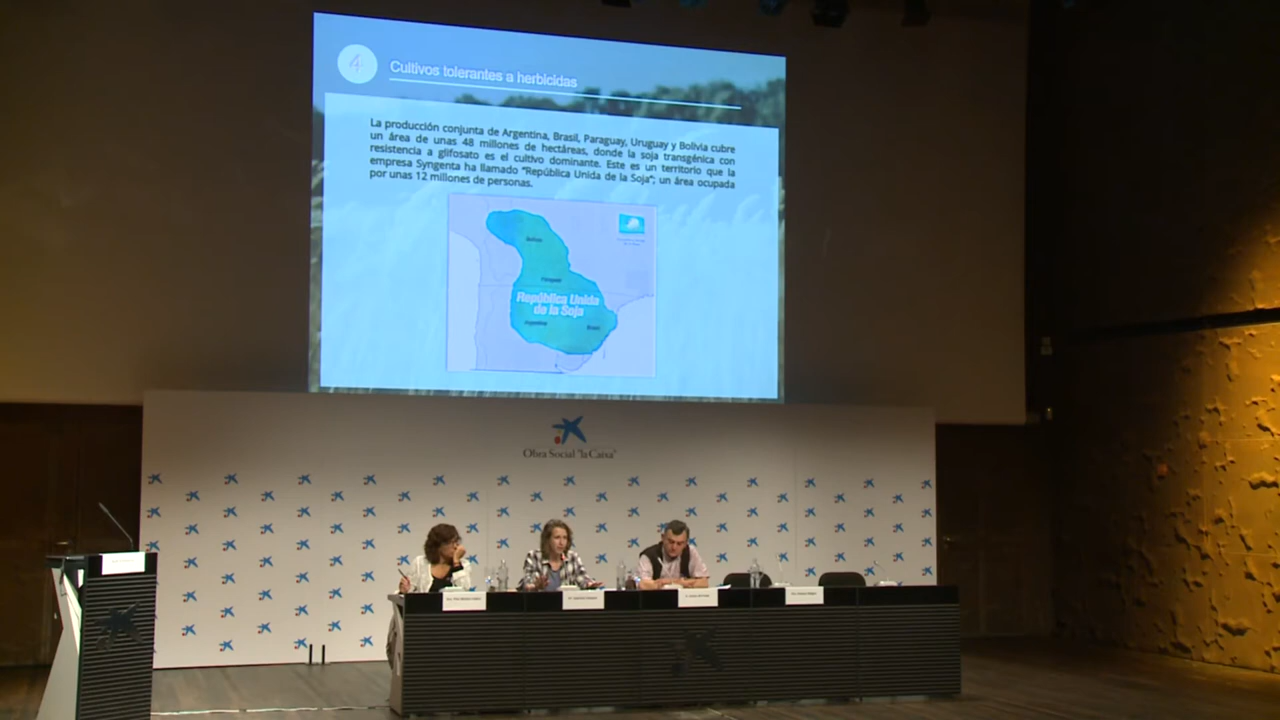 4
Cultivos tolerantes a herbicidas
La producción conjunta de Argentina, Brasil, Paraguay, Uruguay y Bolivia cubre
un área de unas 48 millones de hectáreas, donde la soja transgénica con
resistencia a glifosato es el cultivo dominante. Este es un territorio que la
empresa Syngenta ha llamado "República Unida de la Soja"; un área ocupada
por unas 12 millones de personas.
Bolivia
República Unida
de la Soja
Argentina
Brasil
Obra Social "la Caixa"